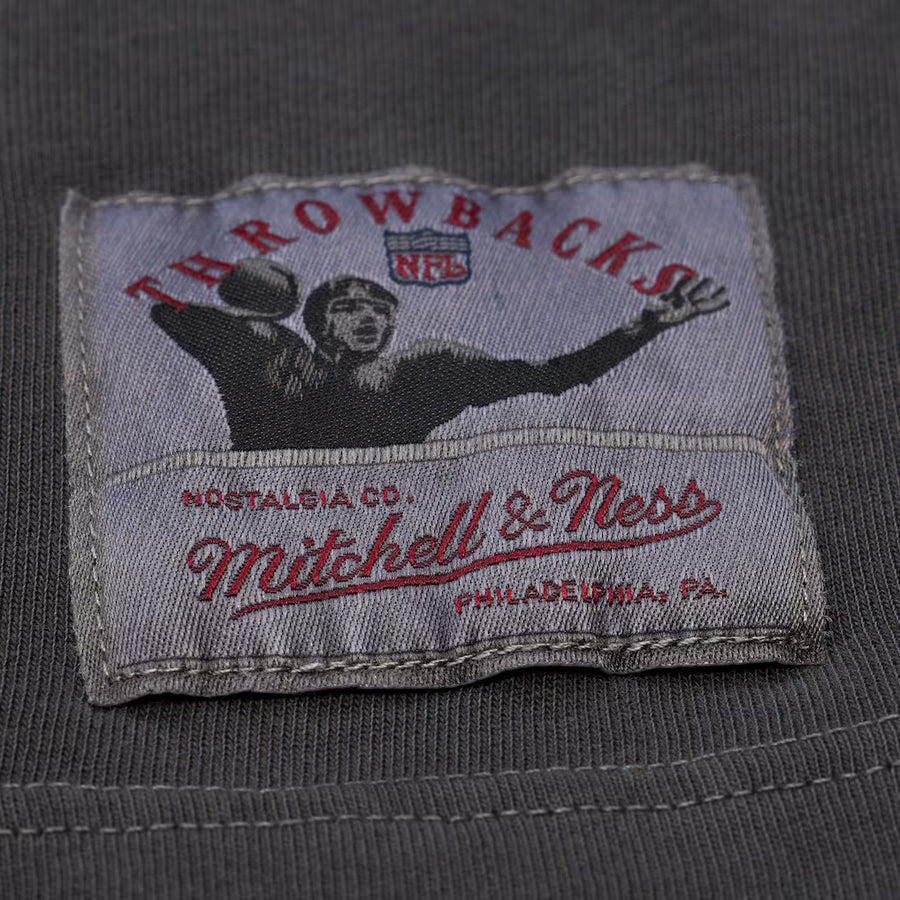 THROWBACKS
NFL
NOSTALGIA CO.
Mitchell & Ness
PHILADELPHIA, PA.